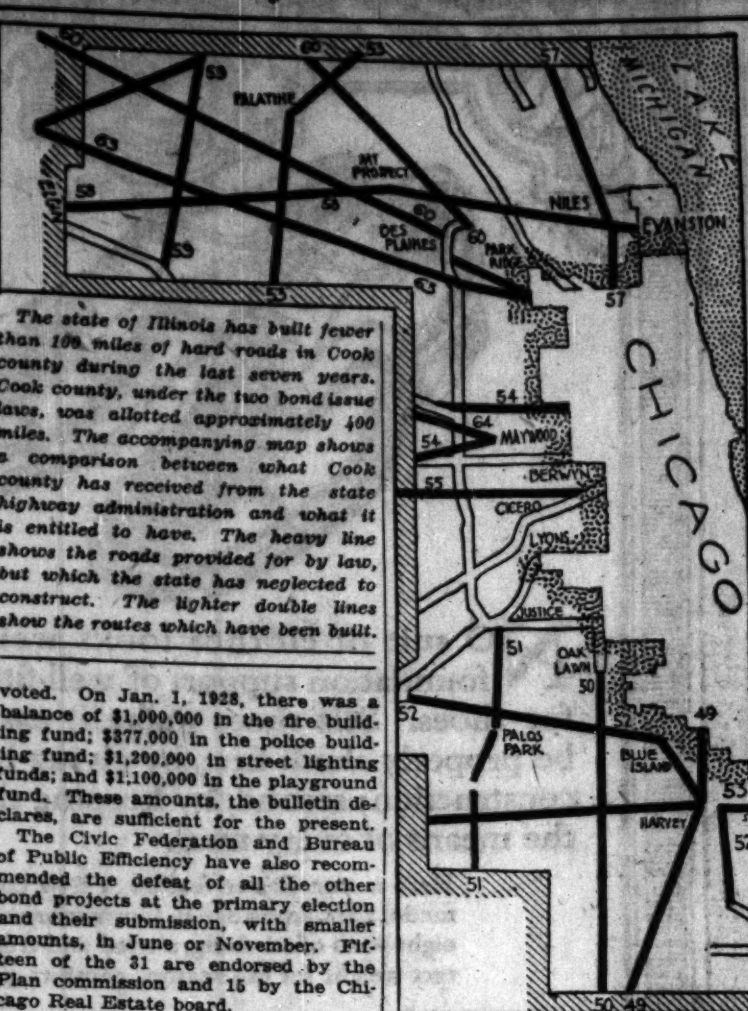 60
60
53
57
LAKE
MICHIGAN
59
PALATINE
63
MT
PROSPECT
ELGIN
58
58
NILES
60
DES
PLAINES
60
EVANSTON
PARK
RIDGE
59
63
53
57
The state of Illinois has built fewer
than 100 miles of hard roads in Cook
county during the last seven years.
Cook county, under the two bond issue
laws, was allotted approximately 400
miles. The accompanying map shows
a comparison between what Cook
county has received from the state
highway administration and what it
is entitled to have. The heavy line
shows the roads provided for by law,
but which the state has neglected to
construct. The lighter double lines
show the routes which have been built.
CHICAGO
54
64
54
MAYWOOD
BERWYN
55
CICERO
LYONS
JUSTICE
51
OAK
LAWN
50
52
52
49
PALOS
PARK
BLUE
ISLAND
53
HARVEY
52
51
50 49
voted. On Jan. 1, 1928, there was a
balance of $1,000,000 in the fire build-
ing fund; $377,000 in the police build-
ing fund; $1,200,000 in street lighting
funds; and $1,100,000 in the playground
fund. These amounts, the bulletin de-
clares, are sufficient for the present.
The Civic Federation and Bureau
of Public Efficiency have also recom-
mended the defeat of all the other
bond projects at the primary election
and their submission, with smaller
amounts, in June or November. Fif-
teen of the 31 are endorsed by the
Plan commission and 15 by the Chi-
cago Real Estate board.